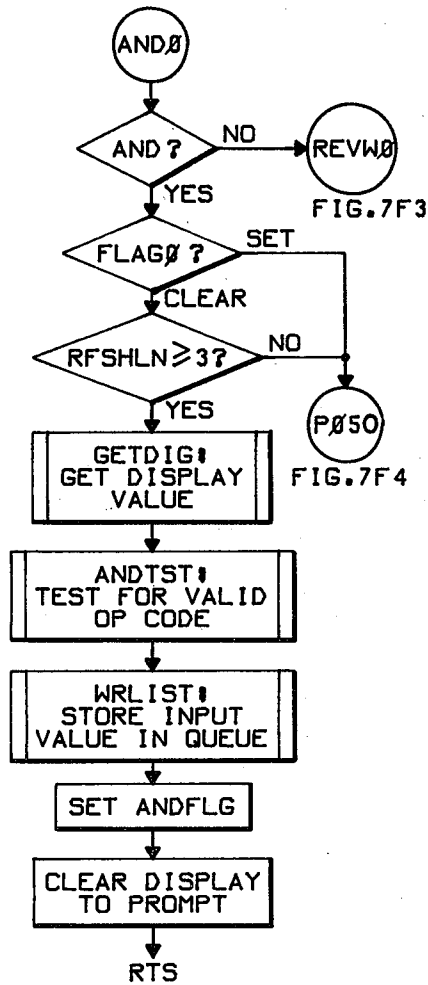 ANDØ
AND?
NO
REVWØ
YES
FIG.7F3
FLAGØ?
SET
CLEAR
RFSHLN≥3?
NO
YES
PØ50
FIG.7F4
GETDIG:
GET DISPLAY
VALUE
ANDTST:
TEST FOR VALID
OP CODE
WRLIST:
STORE INPUT
VALUE IN QUEUE
SET ANDFLG
CLEAR DISPLAY
TO PROMPT
RTS